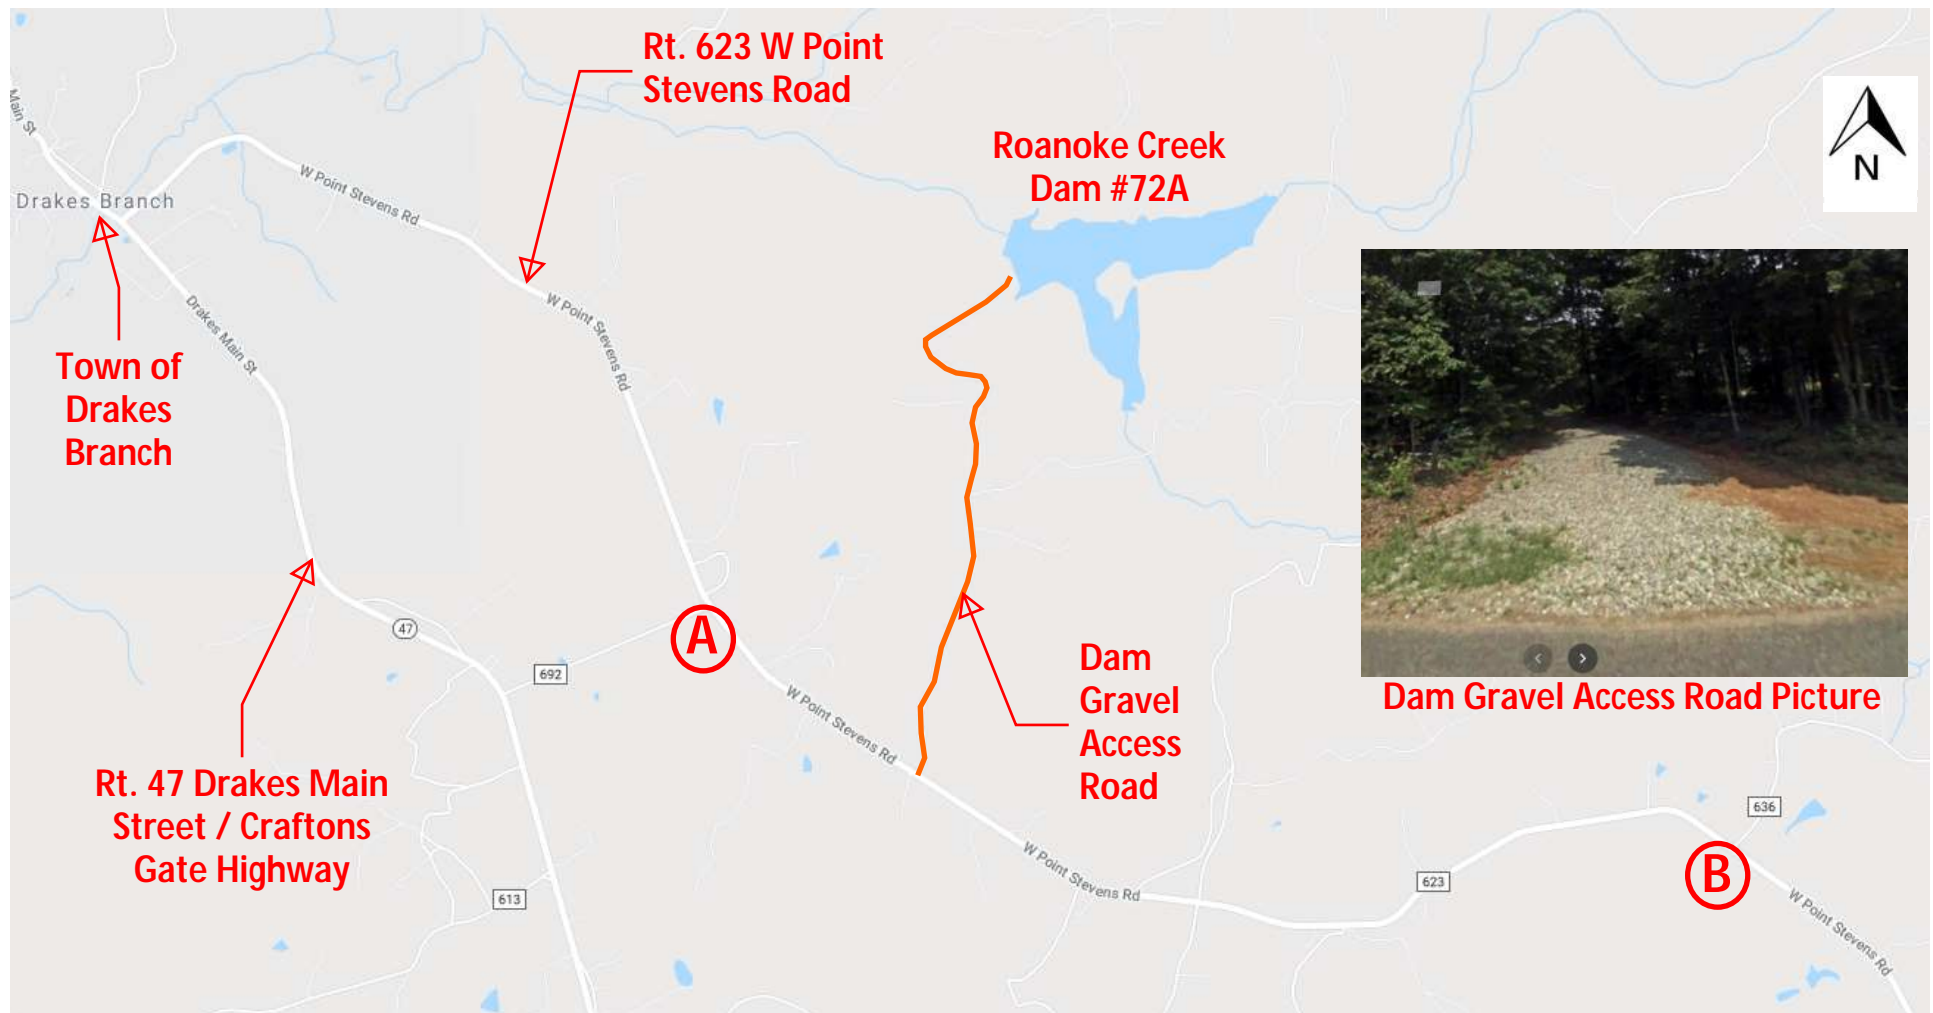 Rt. 623 W Point
Stevens Road
Roanoke Creek
Dam #72A
N
Main St
Drakes Branch
W Point Stevens Rd
W Point Stevens Rd
Drakes Main St
Town of
Drakes
Branch
47
692
A
W Point Stevens Rd
Dam
Gravel
Access
Road
Dam Gravel Access Road Picture
Rt. 47 Drakes Main
Street / Craftons
Gate Highway
613
W Point Stevens Rd
623
636
B
W Point Stevens Rd